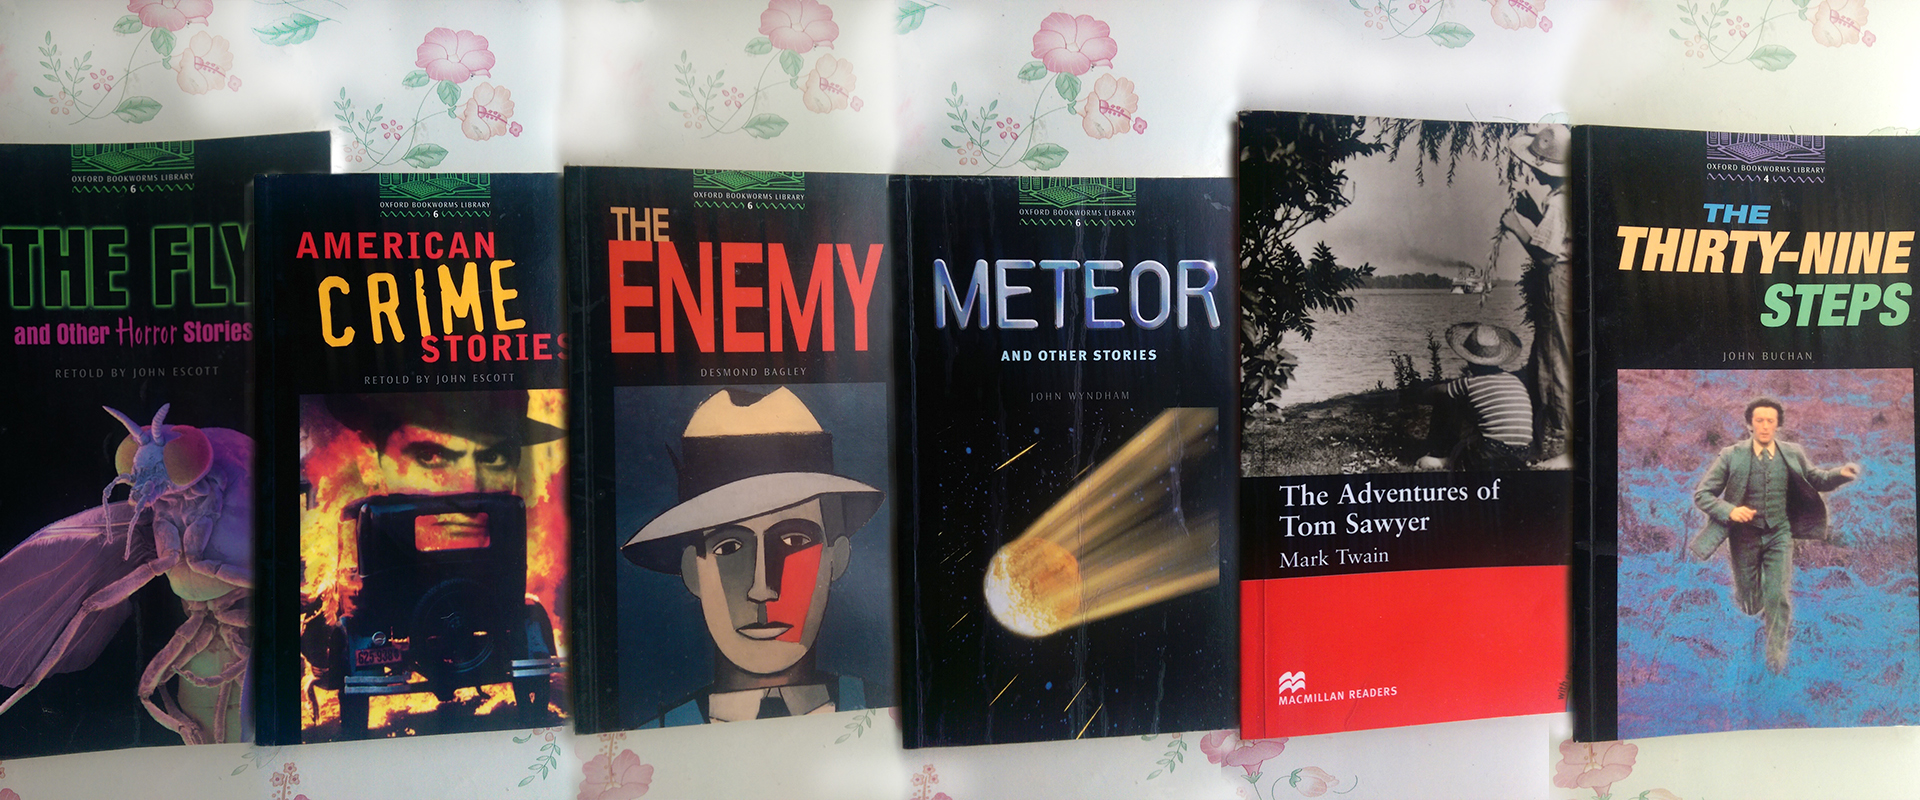 OXFORD BOOKWORMS LIBRARY
6
THE FLY
and Other Horror Stories
RETOLD BY JOHN ESCOTT
OXFORD BOOKWORMS LIBRARY
6
AMERICAN
CRIME
STORIES
RETOLD BY JOHN ESCOTT
OXFORD BOOKWORMS LIBRARY
6
THE
ENEMY
DESMOND BAGLEY
OXFORD BOOKWORMS LIBRARY
6
METEOR
AND OTHER STORIES
JOHN WYNDHAM
The Adventures of
Tom Sawyer
Mark Twain
MACMILLAN READERS
OXFORD BOOKWORMS LIBRARY
4
THE
THIRTY-NINE
STEPS
JOHN BUCHAN